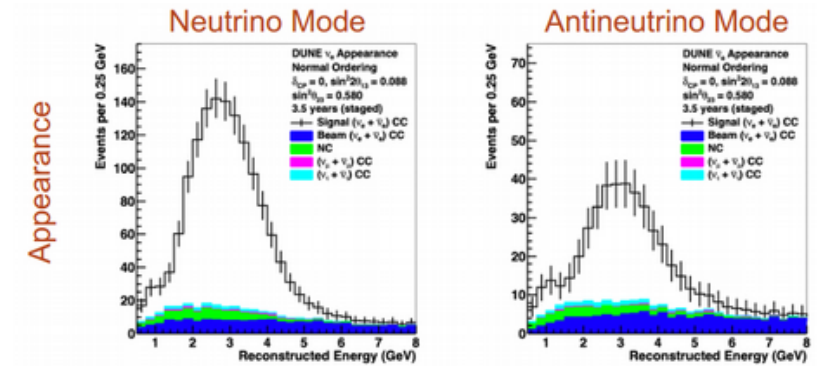 Neutrino Mode
Antineutrino Mode
Appearance
Events per 0.25 GeV
160
140
120
100
80
60
40
20
0
DUNE νₑ Appearance
Normal Ordering
δCP = 0, sin²2θ₁₃ = 0.088
sin²θ₂₃ = 0.580
3.5 years (staged)
Signal (νₑ + ν̄ₑ) CC
Beam (νₑ + ν̄ₑ) CC
NC
(νμ + ν̄μ) CC
(ντ + ν̄τ) CC
1 2 3 4 5 6 7 8
Reconstructed Energy (GeV)
Events per 0.25 GeV
70
60
50
40
30
20
10
0
DUNE ν̄ₑ Appearance
Normal Ordering
δCP = 0, sin²2θ₁₃ = 0.088
sin²θ₂₃ = 0.580
3.5 years (staged)
Signal (νₑ + ν̄ₑ) CC
Beam (νₑ + ν̄ₑ) CC
NC
(νμ + ν̄μ) CC
(ντ + ν̄τ) CC
1 2 3 4 5 6 7 8
Reconstructed Energy (GeV)